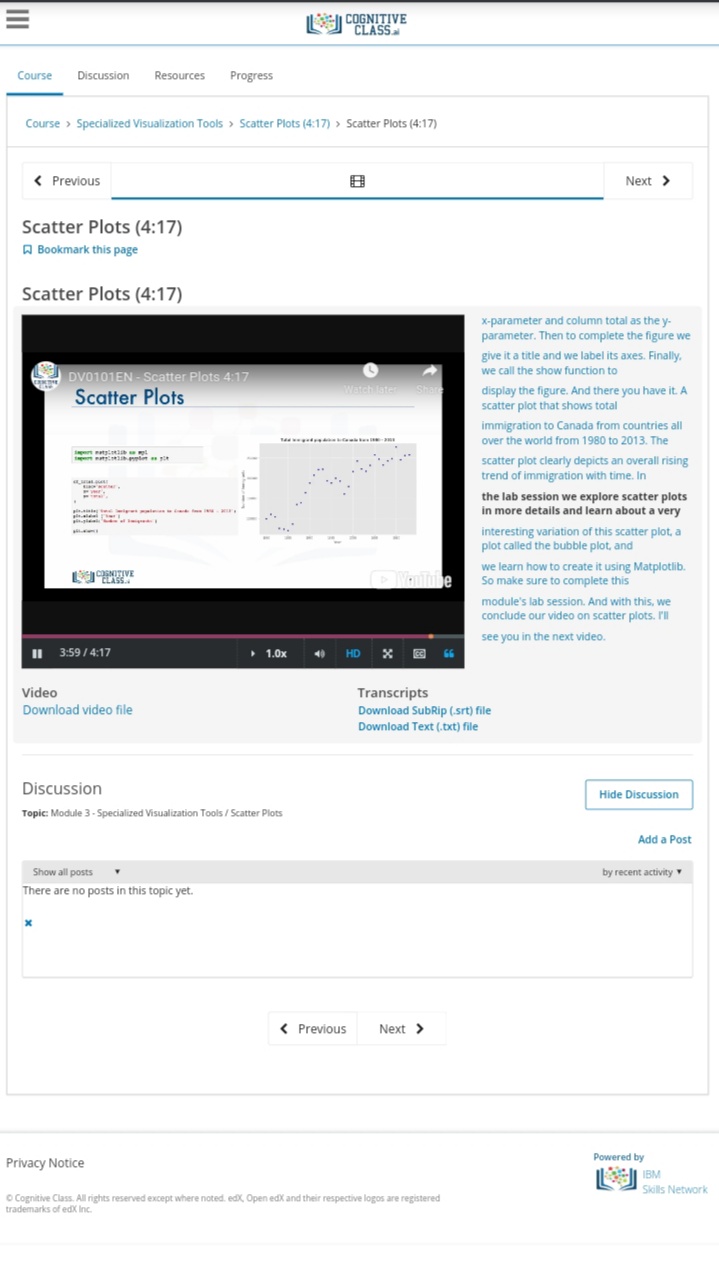 COGNITIVE
CLASS.ai
Course Discussion Resources Progress
Course › Specialized Visualization Tools › Scatter Plots (4:17) › Scatter Plots (4:17)
Previous
Next
Scatter Plots (4:17)
Bookmark this page
Scatter Plots (4:17)
DV0101EN - Scatter Plots 4:17
Watch later
Share
Scatter Plots
import matplotlib as mpl
import matplotlib.pyplot as plt
plt.show()
Total Immigrant population to Canada from 1980 - 2013
COGNITIVE
CLASS.ai
YouTube
3:59 / 4:17
1.0x
HD
x-parameter and column total as the y-
parameter. Then to complete the figure we
give it a title and we label its axes. Finally,
we call the show function to
display the figure. And there you have it. A
scatter plot that shows total
immigration to Canada from countries all
over the world from 1980 to 2013. The
scatter plot clearly depicts an overall rising
trend of immigration with time. In
the lab session we explore scatter plots
in more details and learn about a very
interesting variation of this scatter plot, a
plot called the bubble plot, and
we learn how to create it using Matplotlib.
So make sure to complete this
module's lab session. And with this, we
conclude our video on scatter plots. I'll
see you in the next video.
Video
Download video file
Transcripts
Download SubRip (.srt) file
Download Text (.txt) file
Discussion
Hide Discussion
Topic: Module 3 - Specialized Visualization Tools / Scatter Plots
Add a Post
Show all posts
by recent activity
There are no posts in this topic yet.
Previous
Next
Privacy Notice
Powered by
IBM
Skills Network
© Cognitive Class. All rights reserved except where noted. edX, Open edX and their respective logos are registered
trademarks of edX Inc.